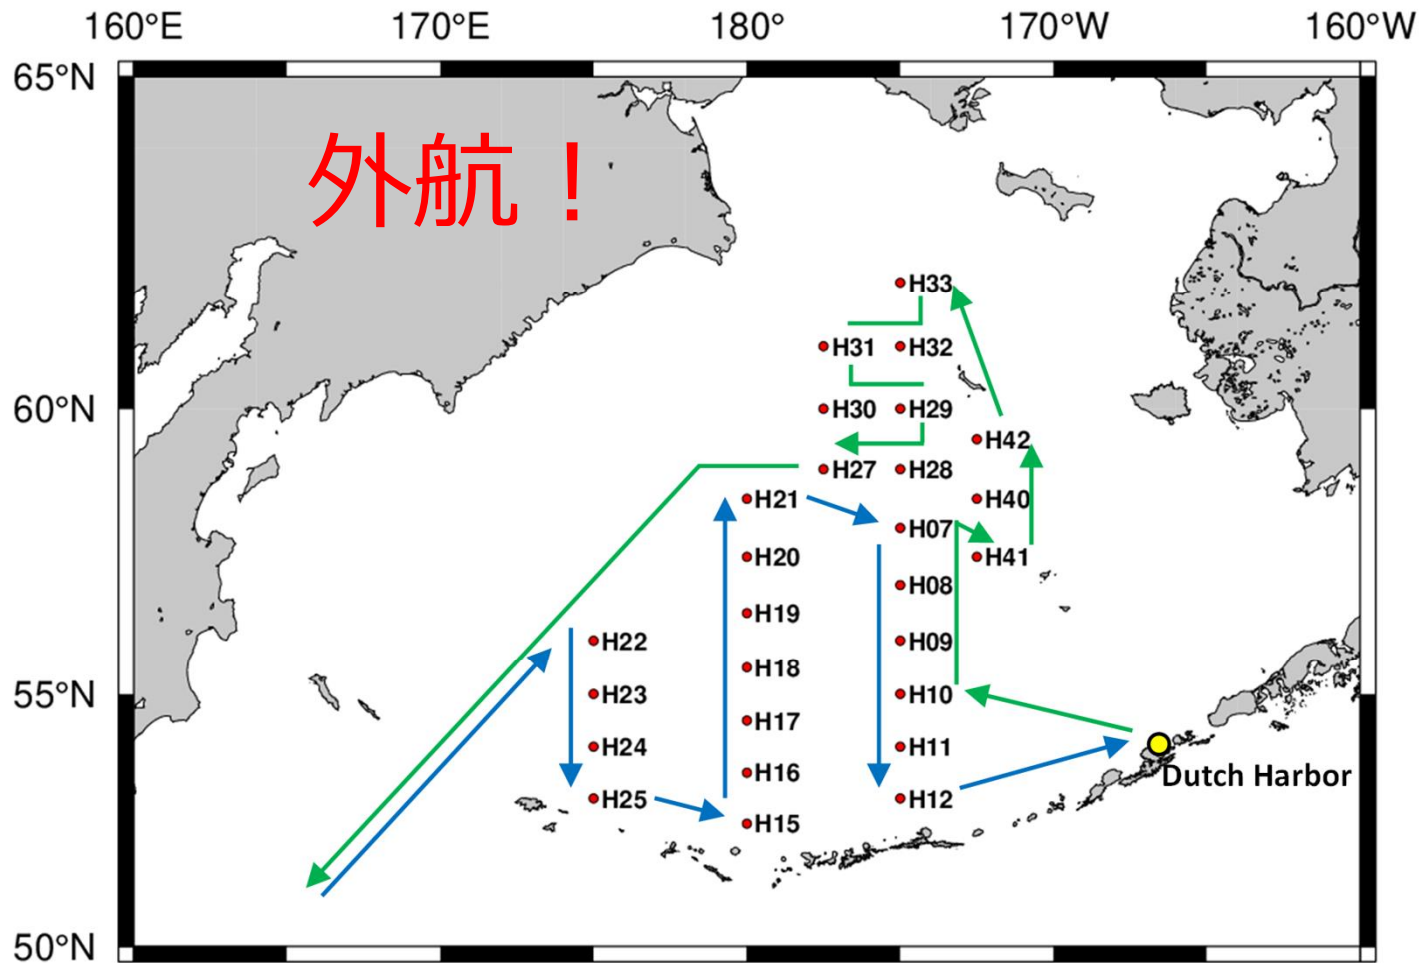 160°E 170°E 180° 170°W 160°W
65°N
外航！
H33
H31 H32
60°N
H30 H29
H42
H27 H28
H21 H40
H07
H20 H41
H08
H19
H22 H09
H18
55°N
H23 H10
H17
H24 H11
H16 Dutch Harbor
H25 H12
H15
50°N